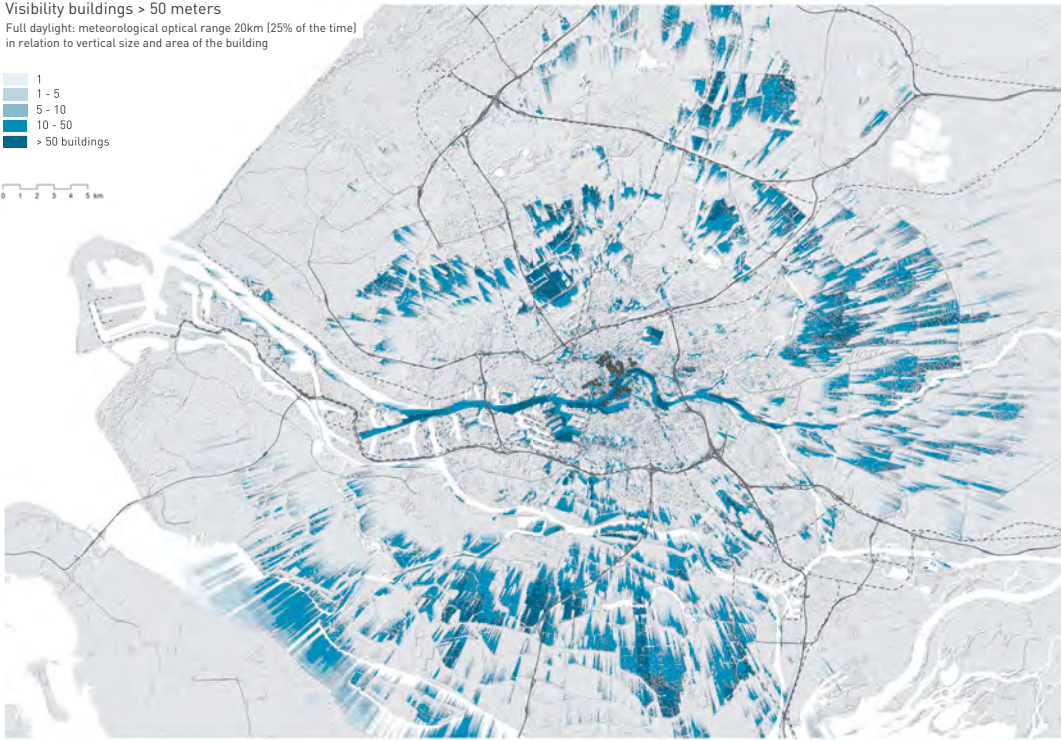 Visibility buildings > 50 meters
Full daylight: meteorological optical range 20km (25% of the time)
in relation to vertical size and area of the building
1
1 - 5
5 - 10
10 - 50
> 50 buildings
0 1 2 3 4 5 km